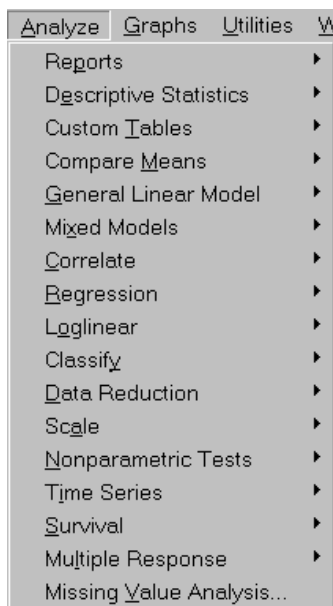 Analyze Graphs Utilities
Reports
Descriptive Statistics
Custom Tables
Compare Means
General Linear Model
Mixed Models
Correlate
Regression
Loglinear
Classify
Data Reduction
Scale
Nonparametric Tests
Time Series
Survival
Multiple Response
Missing Value Analysis...